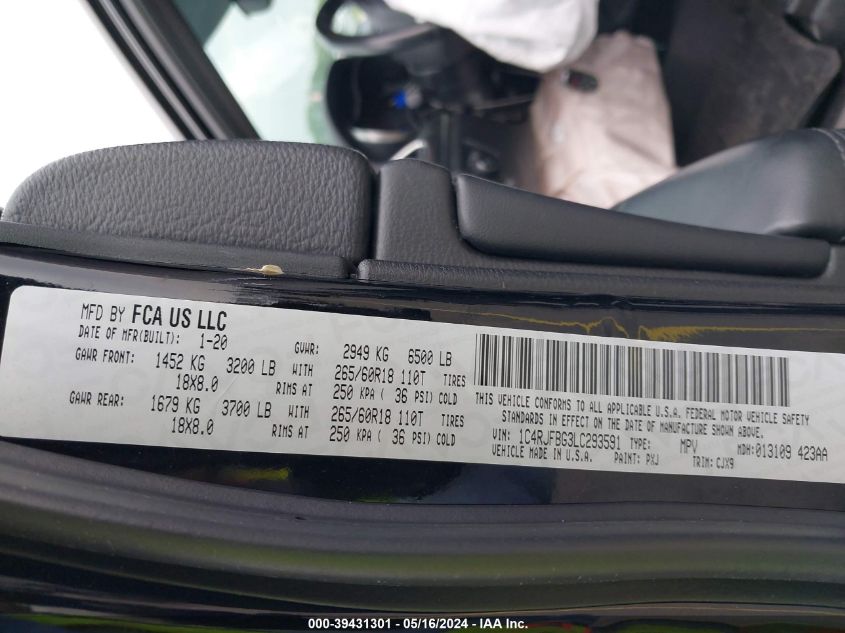 MFD BY FCA US LLC
DATE OF MFR(BUILT): 1-20 GVWR: 2949 KG 6500 LB
GAWR FRONT: 1452 KG 3200 LB WITH 265/60R18 110T TIRES
18X8.0 RIMS AT 250 KPA ( 36 PSI) COLD
GAWR REAR: 1679 KG 3700 LB WITH 265/60R18 110T TIRES
18X8.0 RIMS AT 250 KPA ( 36 PSI) COLD
THIS VEHICLE CONFORMS TO ALL APPLICABLE U.S.A. FEDERAL MOTOR VEHICLE SAFETY
STANDARDS IN EFFECT ON THE DATE OF MANUFACTURE SHOWN ABOVE.
VIN: 1C4RJFBG3LC293591 TYPE: MPV MDH:013109 423AA
VEHICLE MADE IN U.S.A. PAINT: PXJ TRIM: CJX9
000-39431301 - 05/16/2024 - IAA Inc.